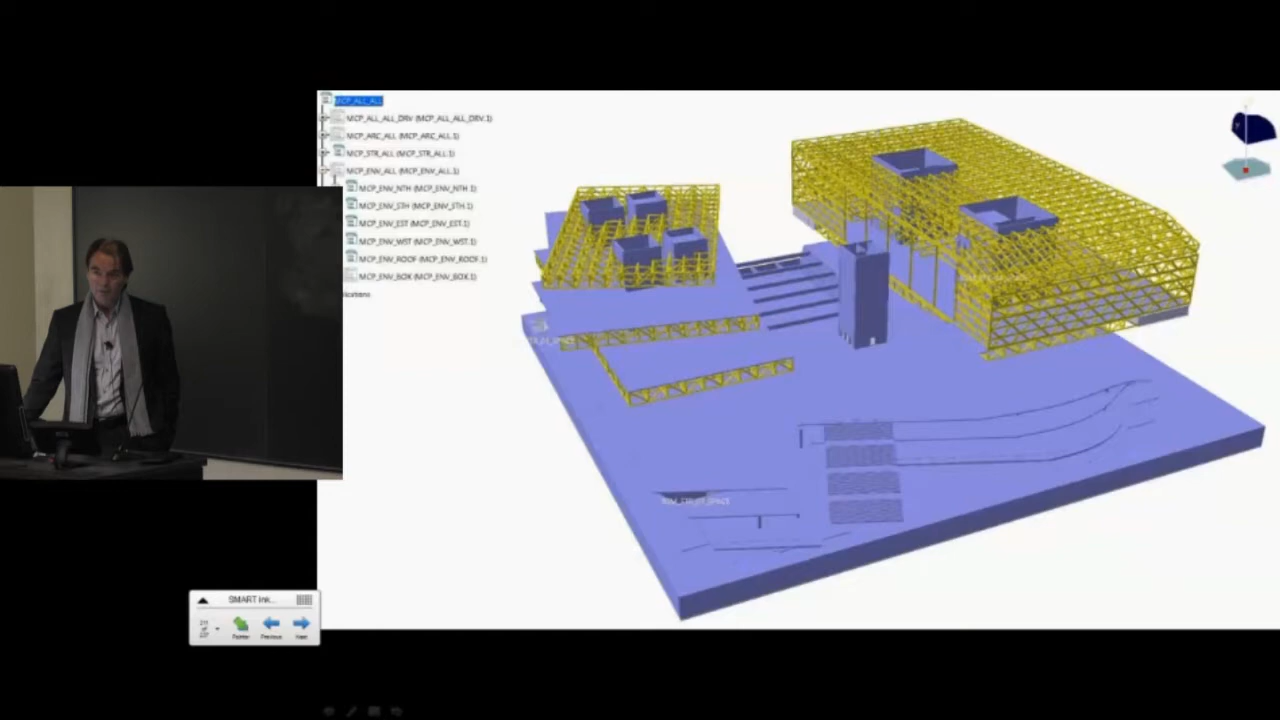 MCP_ALL_ALL
MCP_ALL_ALL_DRV (MCP_ALL_ALL_DRV.1)
MCP_ARC_ALL (MCP_ARC_ALL.1)
MCP_STR_ALL (MCP_STR_ALL.1)
MCP_ENV_ALL (MCP_ENV_ALL.1)
MCP_ENV_NTH (MCP_ENV_NTH.1)
MCP_ENV_STH (MCP_ENV_STH.1)
MCP_ENV_EST (MCP_ENV_EST.1)
MCP_ENV_WST (MCP_ENV_WST.1)
MCP_ENV_ROOF (MCP_ENV_ROOF.1)
MCP_ENV_BOX (MCP_ENV_BOX.1)
SMART Ink...
Pointer
Previous
Next